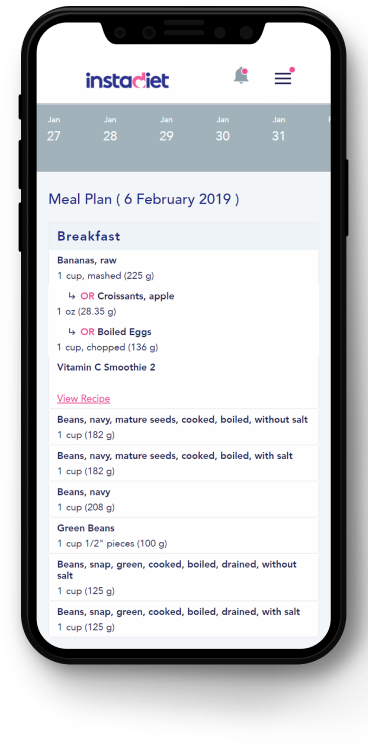 instadiet
Jan Jan Jan Jan Jan
27 28 29 30 31
Meal Plan ( 6 February 2019 )
Breakfast
Bananas, raw
1 cup, mashed (225 g)
↳ OR Croissants, apple
1 oz (28.35 g)
↳ OR Boiled Eggs
1 cup, chopped (136 g)
Vitamin C Smoothie 2
View Recipe
Beans, navy, mature seeds, cooked, boiled, without salt
1 cup (182 g)
Beans, navy, mature seeds, cooked, boiled, with salt
1 cup (182 g)
Beans, navy
1 cup (208 g)
Green Beans
1 cup 1/2" pieces (100 g)
Beans, snap, green, cooked, boiled, drained, without
salt
1 cup (125 g)
Beans, snap, green, cooked, boiled, drained, with salt
1 cup (125 g)